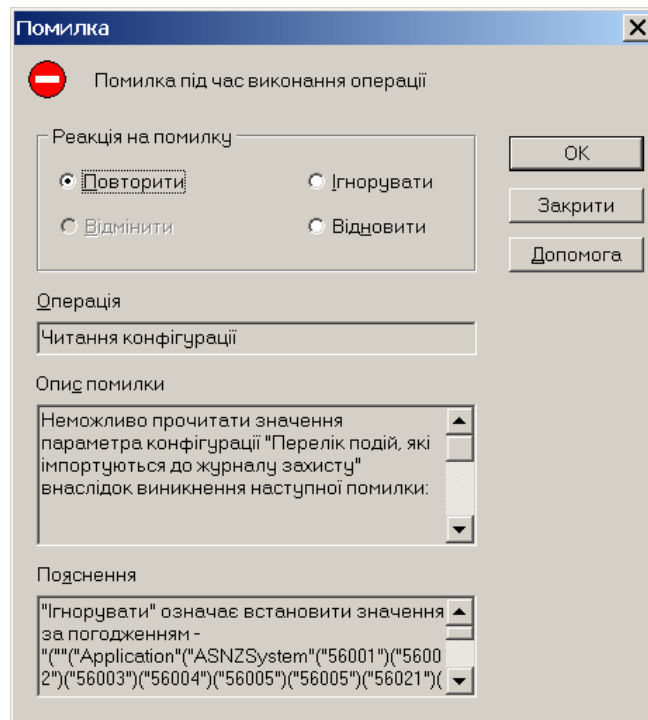 Помилка
Помилка під час виконання операції
Реакція на помилку
Повторити
Ігнорувати
Відмінити
Відновити
OK
Закрити
Допомога
Операція
Читання конфігурації
Опис помилки
Неможливо прочитати значення
параметра конфігурації "Перелік подій, які
імпортуються до журналу захисту"
внаслідок виникнення наступної помилки:
Пояснення
"Ігнорувати" означає встановити значення
за погодженням -
"(""("Application"("ASNZSystem"("56001")("5600
2")("56003")("56004")("56005")("56005")("56021")(